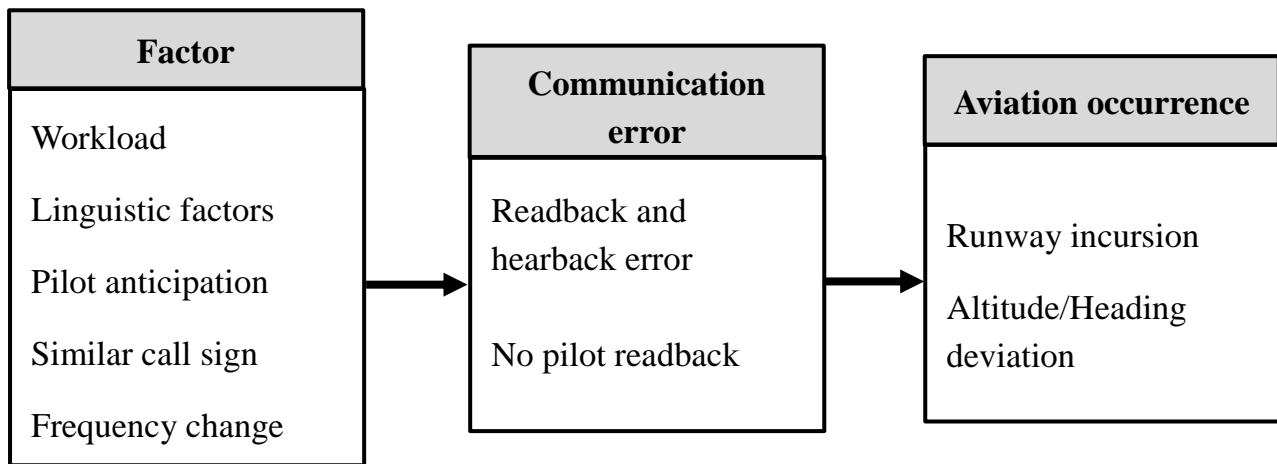 Factor
Workload
Linguistic factors
Pilot anticipation
Similar call sign
Frequency change
Communication
error
Readback and
hearback error
No pilot readback
Aviation occurrence
Runway incursion
Altitude/Heading
deviation